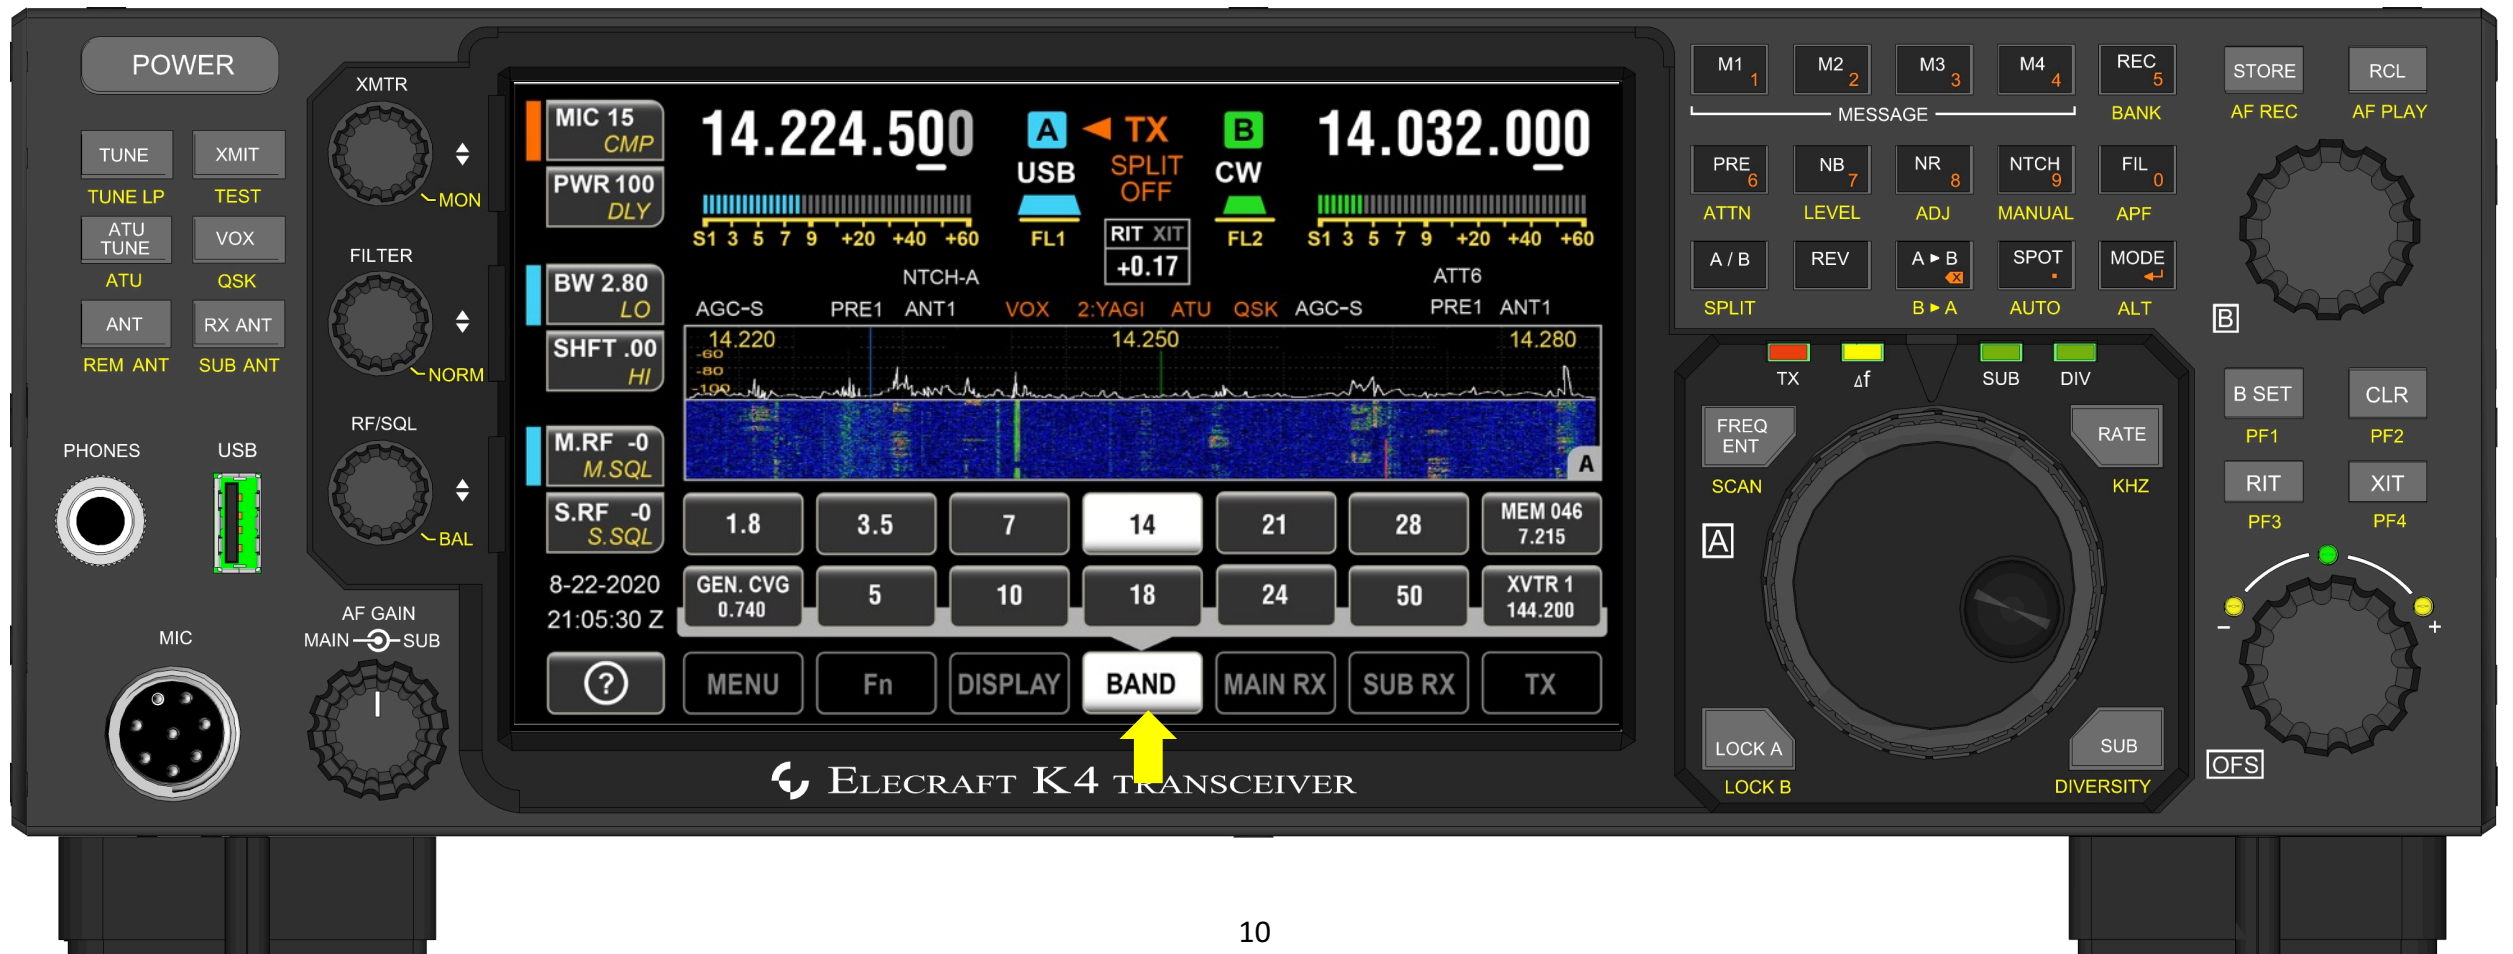 POWER
TUNE
XMIT
TUNE LP
TEST
ATU
TUNE
VOX
ATU
QSK
ANT
RX ANT
REM ANT
SUB ANT
PHONES
USB
MIC
XMTR
MON
FILTER
NORM
RF/SQL
BAL
AF GAIN
MAIN
SUB
MIC 15
CMP
PWR 100
DLY
BW 2.80
LO
SHFT .00
HI
M.RF -0
M.SQL
S.RF -0
S.SQL
8-22-2020
21:05:30 Z
?
14.224.500
A
TX
B
14.032.000
USB
SPLIT
OFF
CW
S1 3 5 7 9 +20 +40 +60
FL1
RIT XIT
+0.17
FL2
S1 3 5 7 9 +20 +40 +60
NTCH-A
ATT6
AGC-S PRE1 ANT1 VOX 2:YAGI ATU QSK AGC-S PRE1 ANT1
14.220
14.250
14.280
-60
-80
-100
A
1.8
3.5
7
14
21
28
MEM 046
7.215
GEN. CVG
0.740
5
10
18
24
50
XVTR 1
144.200
MENU
Fn
DISPLAY
BAND
MAIN RX
SUB RX
TX
ELECRAFT K4 TRANSCEIVER
M1 1
M2 2
M3 3
M4 4
REC 5
MESSAGE
BANK
PRE 6
NB 7
NR 8
NTCH 9
FIL 0
ATTN
LEVEL
ADJ
MANUAL
APF
A / B
REV
A ▸ B
SPOT .
MODE
SPLIT
B ▸ A
AUTO
ALT
STORE
RCL
AF REC
AF PLAY
B
TX
Δf
SUB
DIV
FREQ
ENT
SCAN
RATE
KHZ
A
LOCK A
LOCK B
SUB
DIVERSITY
B SET
CLR
PF1
PF2
RIT
XIT
PF3
PF4
-
+
OFS
10